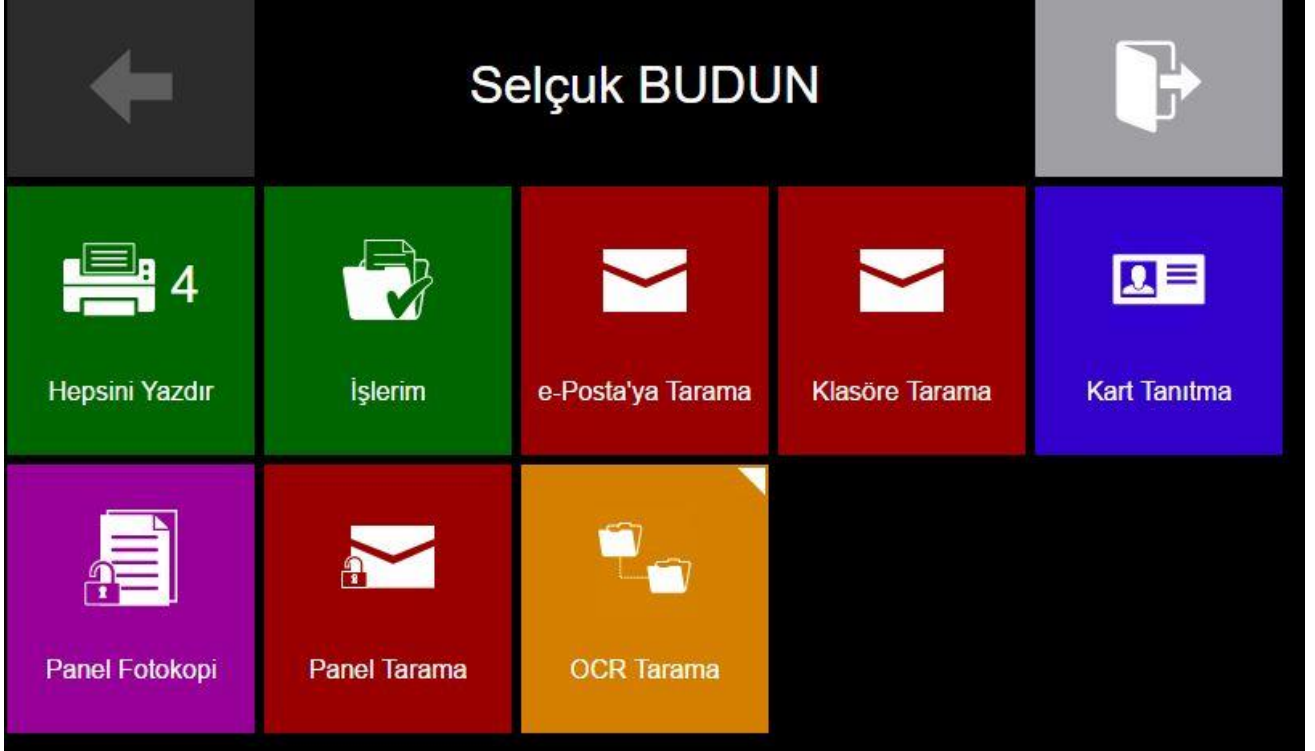 Selçuk BUDUN
4
Hepsini Yazdır
İşlerim
e-Posta'ya Tarama
Klasöre Tarama
Kart Tanıtma
Panel Fotokopi
Panel Tarama
OCR Tarama